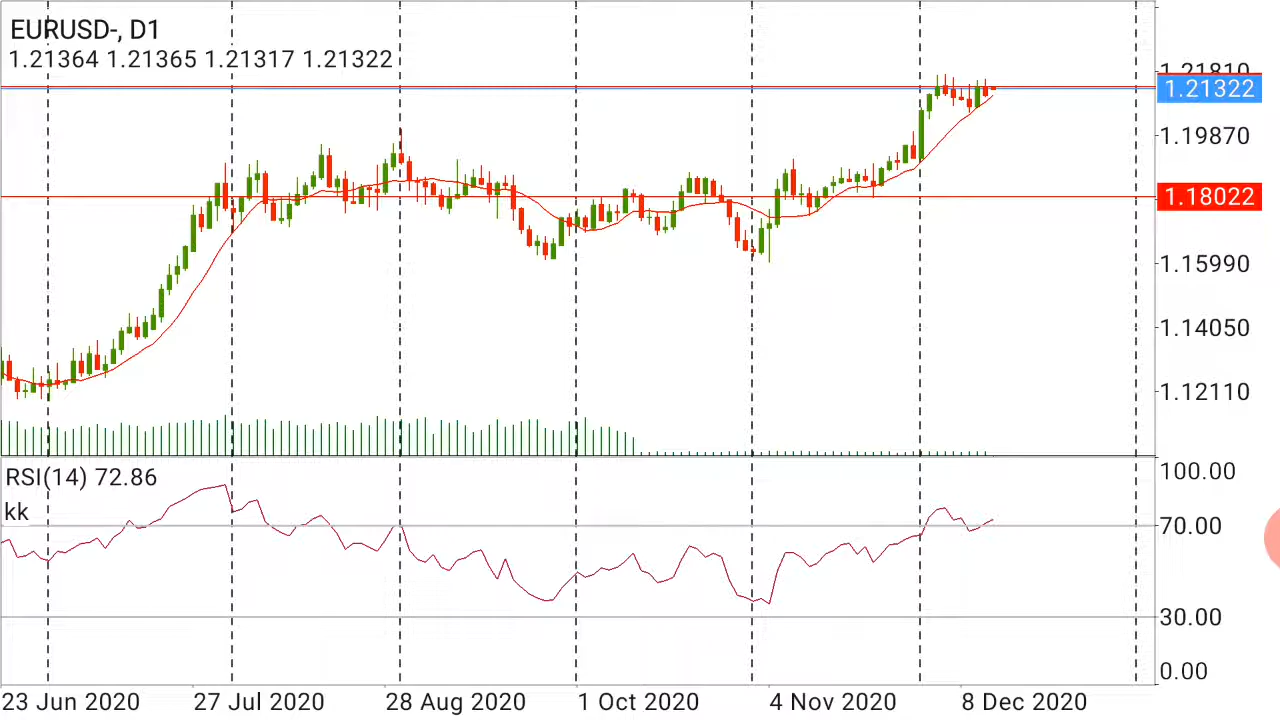 EURUSD-, D1
1.21364 1.21365 1.21317 1.21322
1.21810
1.21322
1.19870
1.18022
1.15990
1.14050
1.12110
RSI(14) 72.86
kk
100.00
70.00
30.00
0.00
23 Jun 2020 27 Jul 2020 28 Aug 2020 1 Oct 2020 4 Nov 2020 8 Dec 2020